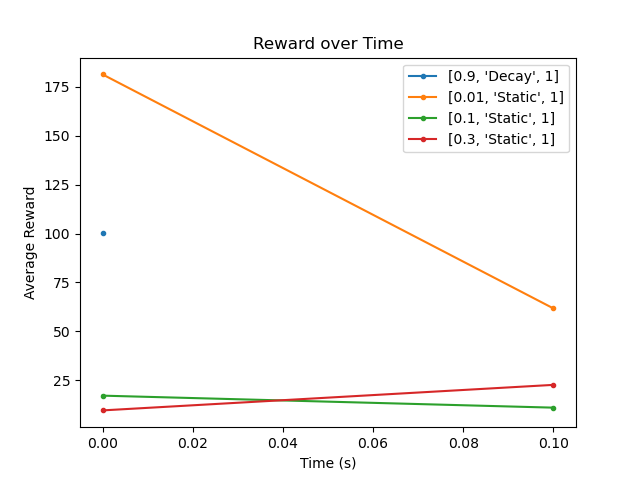 Reward over Time
[0.9, 'Decay', 1]
[0.01, 'Static', 1]
[0.1, 'Static', 1]
[0.3, 'Static', 1]
Average Reward
175
150
125
100
75
50
25
0.00 0.02 0.04 0.06 0.08 0.10
Time (s)